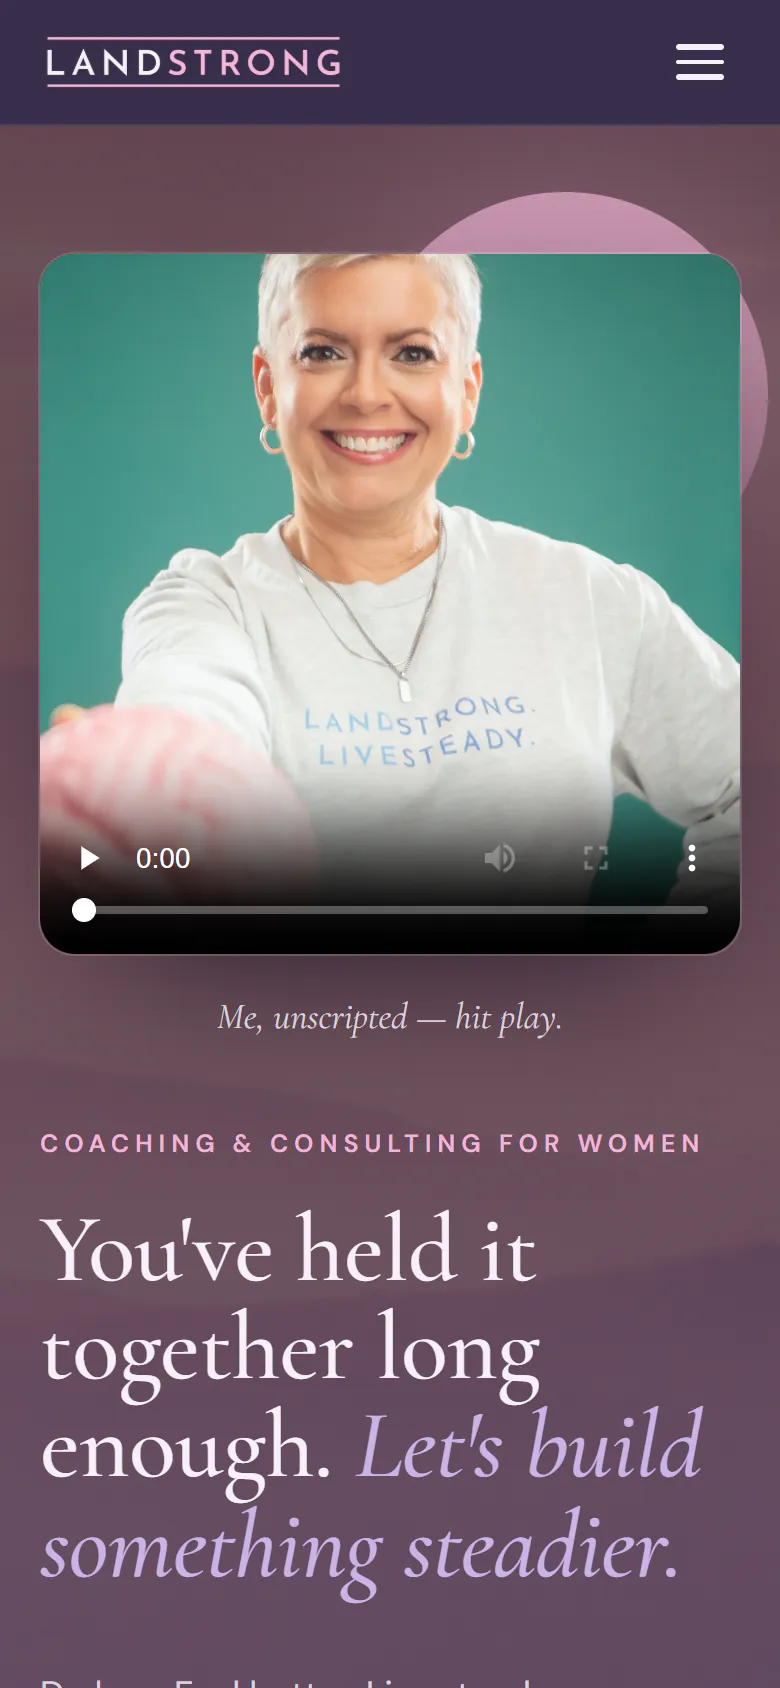 LANDSTRONG
LANDSTRONG.
LIVESTEADY.
0:00
Me, unscripted — hit play.
COACHING & CONSULTING FOR WOMEN
You've held it
together long
enough. Let's build
something steadier.